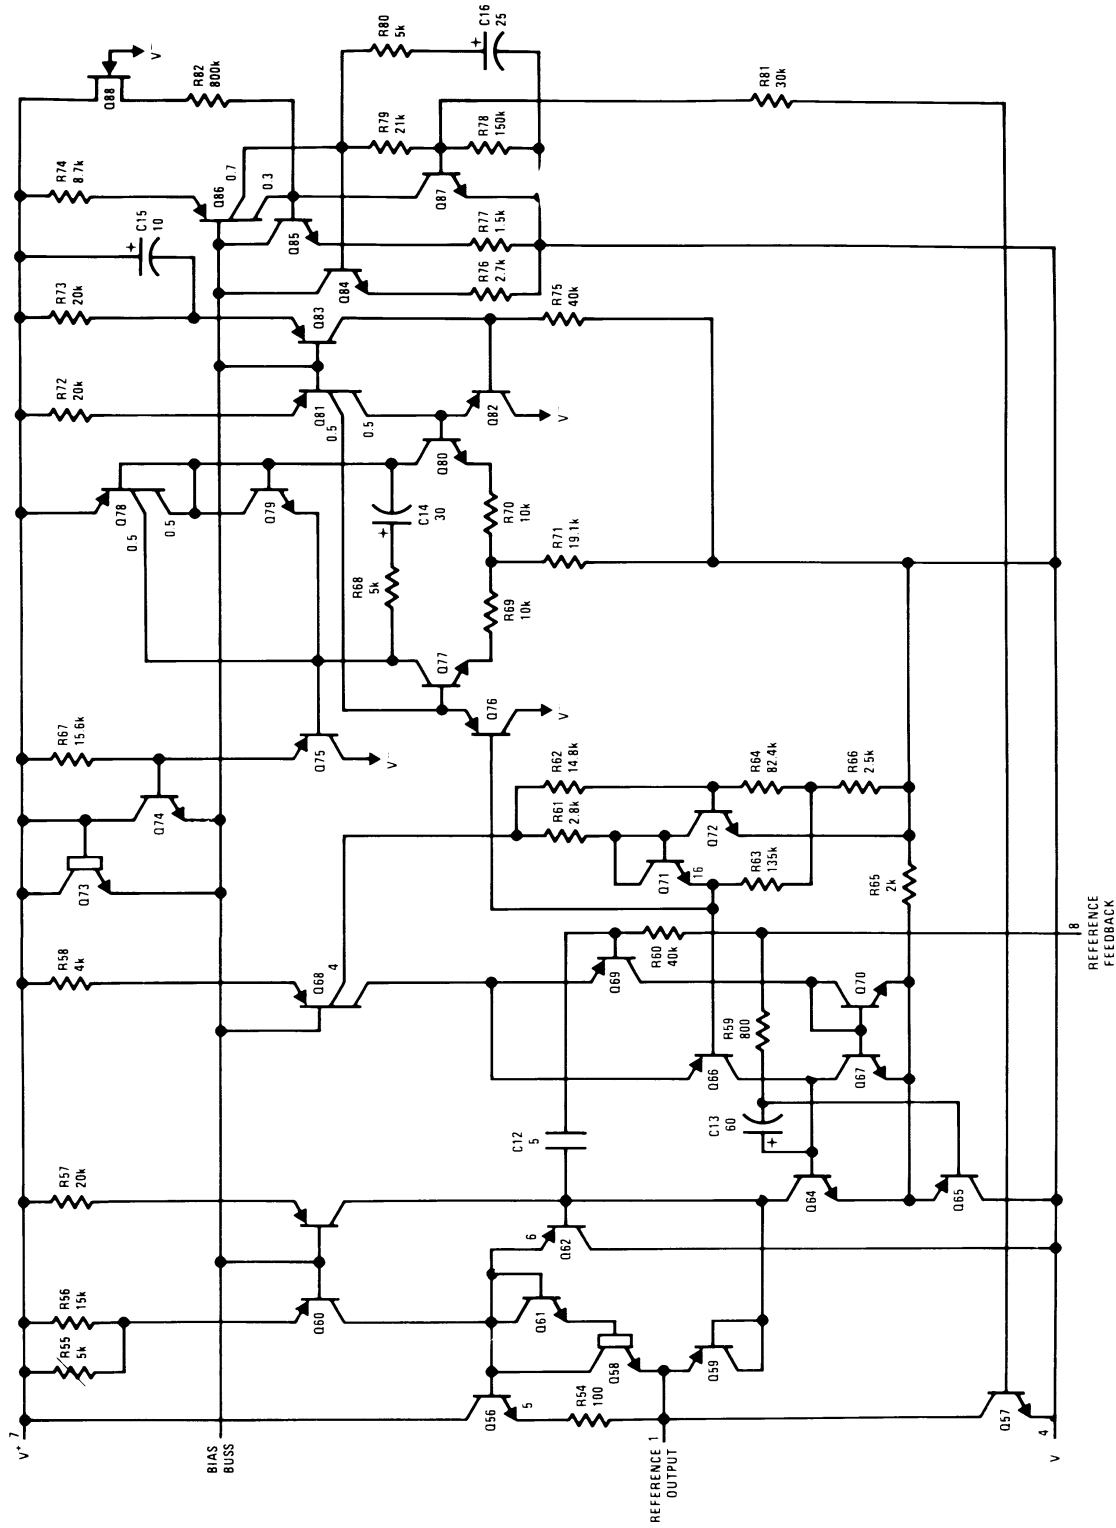 V+ 7
R55
5k
R56
15k
R57
20k
R58
4k
R67
15.6k
R72
20k
R73
20k
C15
10
R74
8.7k
Q88
V-
R82
800k
Q73
Q74
Q78
0.5
0.5
Q86
0.7
0.3
BIAS
BUSS
Q60
Q68
4
Q75
V-
Q79
Q81
0.5
0.5
Q83
Q84
Q85
R80
5k
C16
25
R68
5k
C14
30
R79
21k
Q56
5
Q61
Q62
6
C12
5
Q76
V-
Q77
Q80
Q82
V-
R69
10k
R70
10k
R76
2.7k
R77
1.5k
Q87
R78
150k
R54
100
Q58
R60
40k
Q69
R61
2.8k
R62
14.8k
R71
19.1k
R75
40k
REFERENCE 1
OUTPUT
Q59
Q66
R59
800
Q71
16
Q72
C13
60
R63
135k
R64
82.4k
R81
30k
Q64
Q67
Q70
R66
2.5k
R65
2k
Q65
Q57
V 4
8
REFERENCE
FEEDBACK